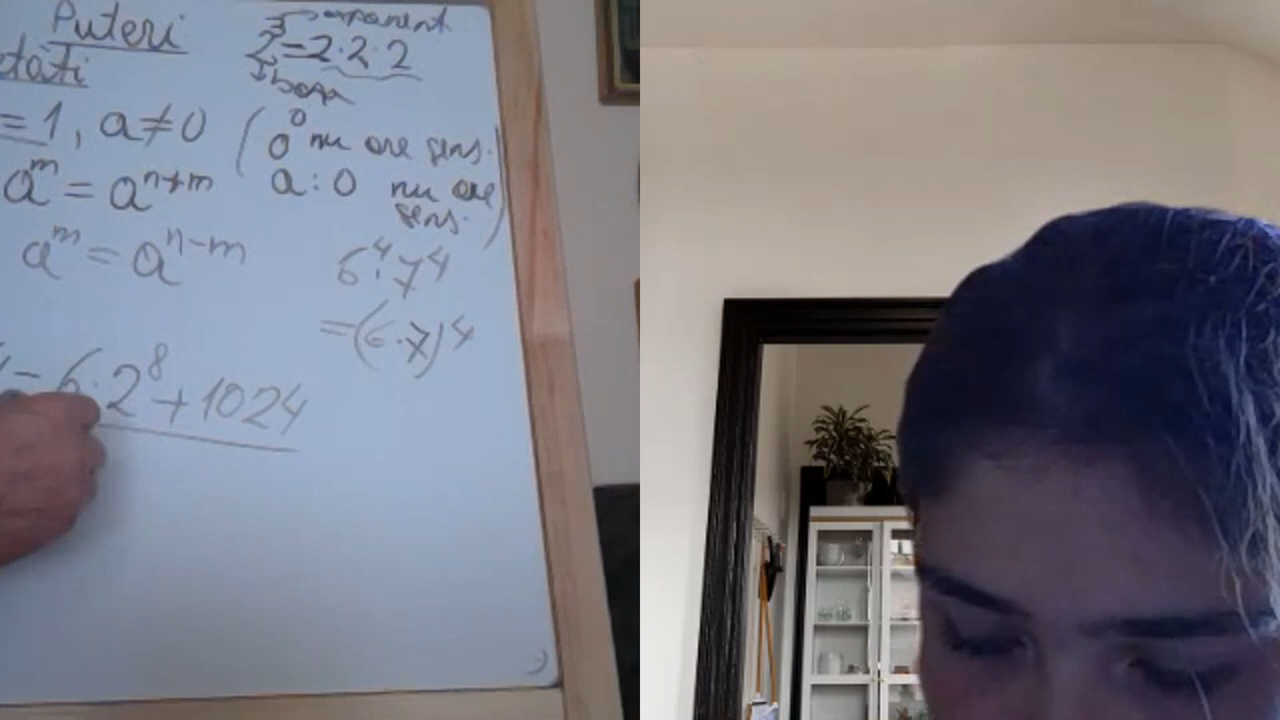 Puteri
2³ = 2·2·2
exponent
baza
= 1, a ≠ 0
(0⁰ nu are sens.
a : 0 nu are
sens.)
aᵐ = aⁿ⁺ᵐ
aᵐ = aⁿ⁻ᵐ
6⁴·7⁴
= (6·7)⁴
- 6·2⁸ + 1024